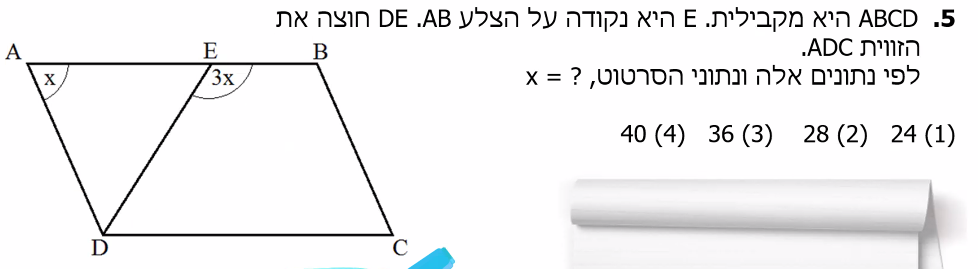 5. ABCD היא מקבילית. E היא נקודה על הצלע AB. DE חוצה את
הזווית ADC.
לפי נתונים אלה ונתוני הסרטוט, ? = x
(1) 24 (2) 28 (3) 36 (4) 40
A E B
x 3x
D C